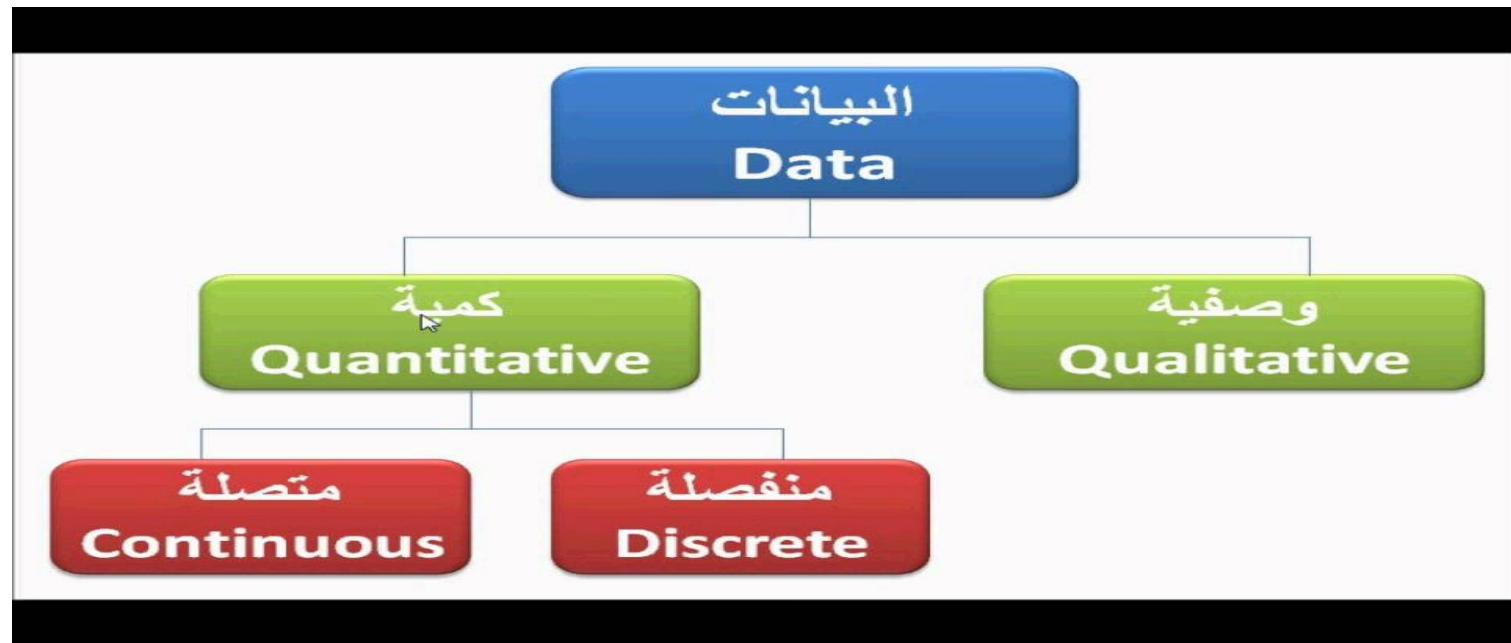 البيانات
Data
كمية
Quantitative
وصفية
Qualitative
متصلة
Continuous
منفصلة
Discrete